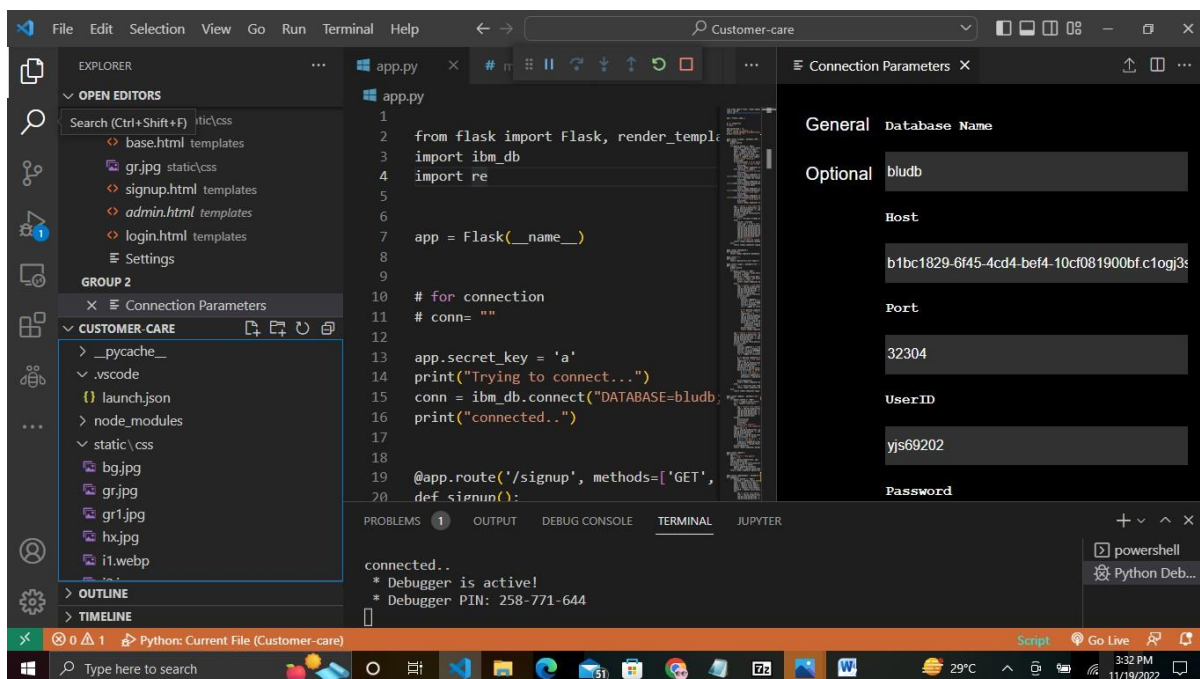 File Edit Selection View Go Run Terminal Help
Customer-care
EXPLORER
OPEN EDITORS
Search (Ctrl+Shift+F)
base.html templates
gr.jpg static\css
signup.html templates
admin.html templates
login.html templates
Settings
GROUP 2
Connection Parameters
CUSTOMER-CARE
__pycache__
.vscode
{} launch.json
node_modules
static\css
bg.jpg
gr.jpg
gr1.jpg
hx.jpg
i1.webp
OUTLINE
TIMELINE
app.py
app.py
1
2 from flask import Flask, render_templa
3 import ibm_db
4 import re
5
6
7 app = Flask(__name__)
8
9
10 # for connection
11 # conn= ""
12
13 app.secret_key = 'a'
14 print("Trying to connect...")
15 conn = ibm_db.connect("DATABASE=bludb;
16 print("connected..")
17
18
19 @app.route('/signup', methods=['GET',
20 def signup():
Connection Parameters
General
Optional
Database Name
bludb
Host
b1bc1829-6f45-4cd4-bef4-10cf081900bf.c1ogj3s
Port
32304
UserID
yjs69202
Password
PROBLEMS 1 OUTPUT DEBUG CONSOLE TERMINAL JUPYTER
connected..
* Debugger is active!
* Debugger PIN: 258-771-644
powershell
Python Deb...
0 1 Python: Current File (Customer-care)
Script Go Live
Type here to search
51
29°C
3:32 PM
11/19/2022